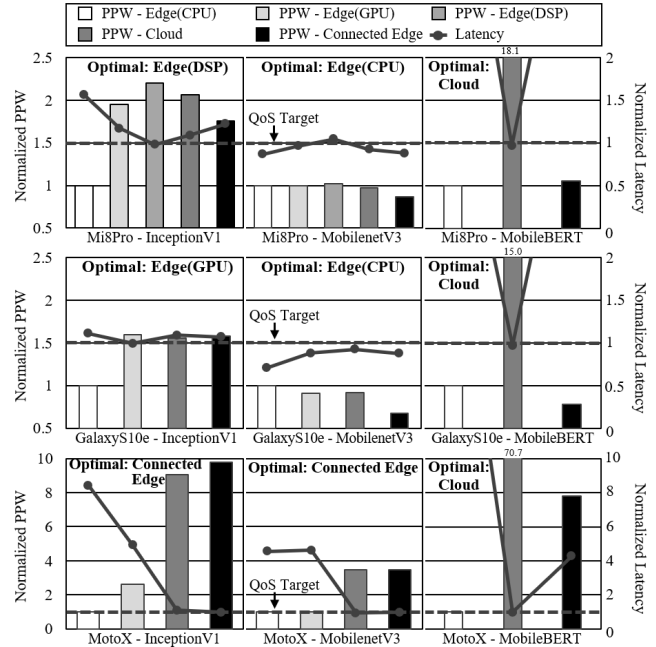 PPW - Edge(CPU) PPW - Edge(GPU) PPW - Edge(DSP)
PPW - Cloud PPW - Connected Edge Latency
Normalized PPW
2.5
2
1.5
1
0.5
Optimal: Edge(DSP)
Mi8Pro - InceptionV1
Optimal: Edge(CPU)
QoS Target
Mi8Pro - MobilenetV3
18.1
Optimal:
Cloud
Mi8Pro - MobileBERT
2
1.5
1
0.5
0
Normalized Latency
Normalized PPW
2.5
2
1.5
1
0.5
Optimal: Edge(GPU)
GalaxyS10e - InceptionV1
Optimal: Edge(CPU)
QoS Target
GalaxyS10e - MobilenetV3
Optimal:
15.0
Cloud
GalaxyS10e - MobileBERT
2
1.5
1
0.5
0
Normalized Latency
Normalized PPW
10
8
6
4
2
0
Optimal: Connected
Edge
MotoX - InceptionV1
Optimal: Connected Edge
QoS Target
MotoX - MobilenetV3
70.7
Optimal:
Cloud
MotoX - MobileBERT
10
8
6
4
2
0
Normalized Latency